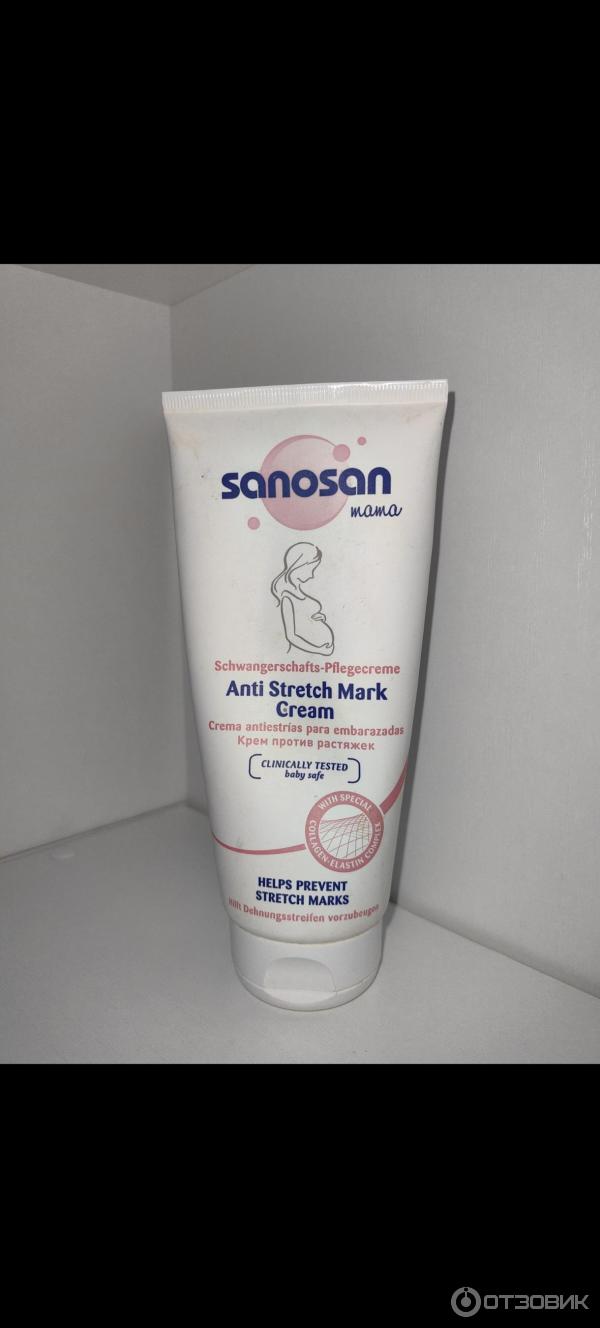 sanosan
mama
Schwangerschafts-Pflegecreme
Anti Stretch Mark
Cream
Crema antiestrías para embarazadas
Крем против растяжек
CLINICALLY TESTED
baby safe
WITH SPECIAL
COLLAGEN-ELASTIN COMPLEX
HELPS PREVENT
STRETCH MARKS
Hilft Dehnungsstreifen vorzubeugen
ОТЗОВИК